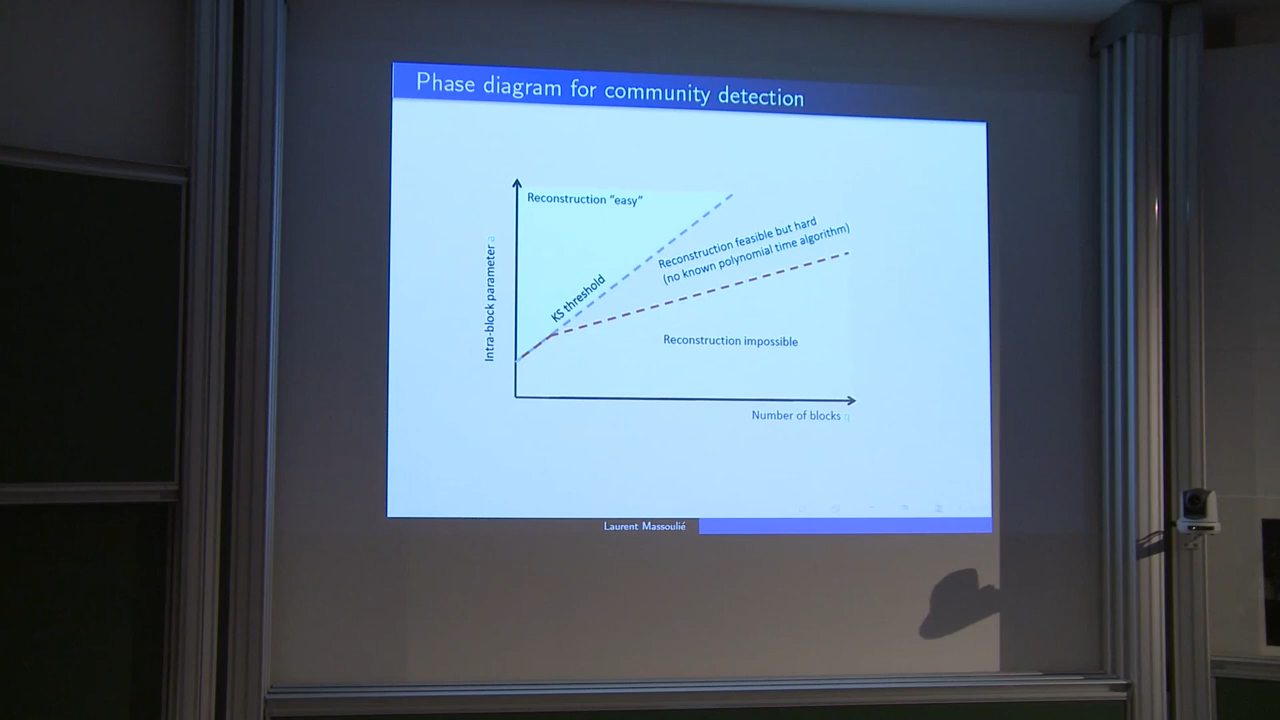 Phase diagram for community detection
Reconstruction "easy"
Intra-block parameter a
KS threshold
Reconstruction feasible but hard
(no known polynomial time algorithm)
Reconstruction impossible
Number of blocks q
Laurent Massoulié